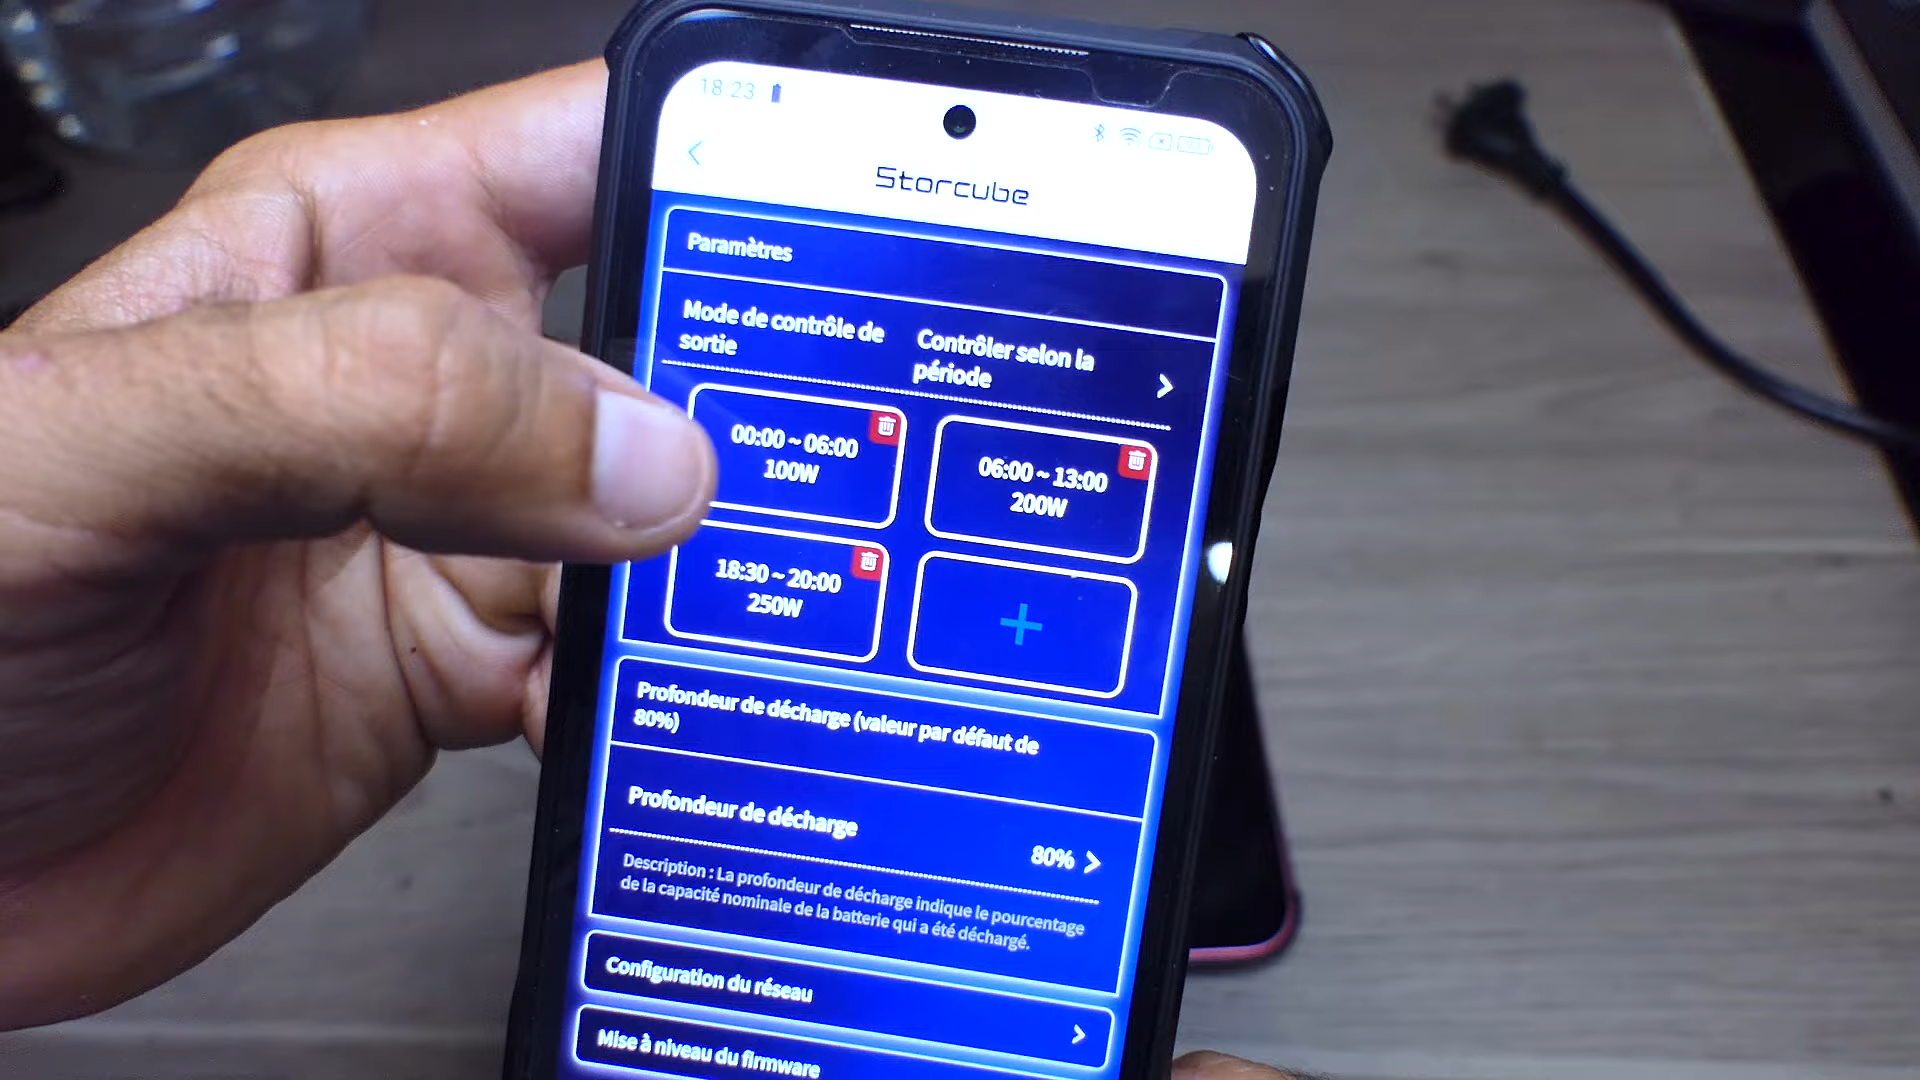 18:23
Storcube
Paramètres
Mode de contrôle de
sortie
Contrôler selon la
période
00:00 ~ 06:00
100W
06:00 ~ 13:00
200W
18:30 ~ 20:00
250W
+
Profondeur de décharge (valeur par défaut de
80%)
Profondeur de décharge
80%
Description : La profondeur de décharge indique le pourcentage
de la capacité nominale de la batterie qui a été déchargé.
Configuration du réseau
Mise à niveau du firmware